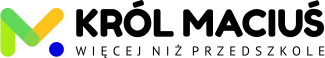 KRÓL MACIUŚ
WIĘCEJ NIŻ PRZEDSZKOLE